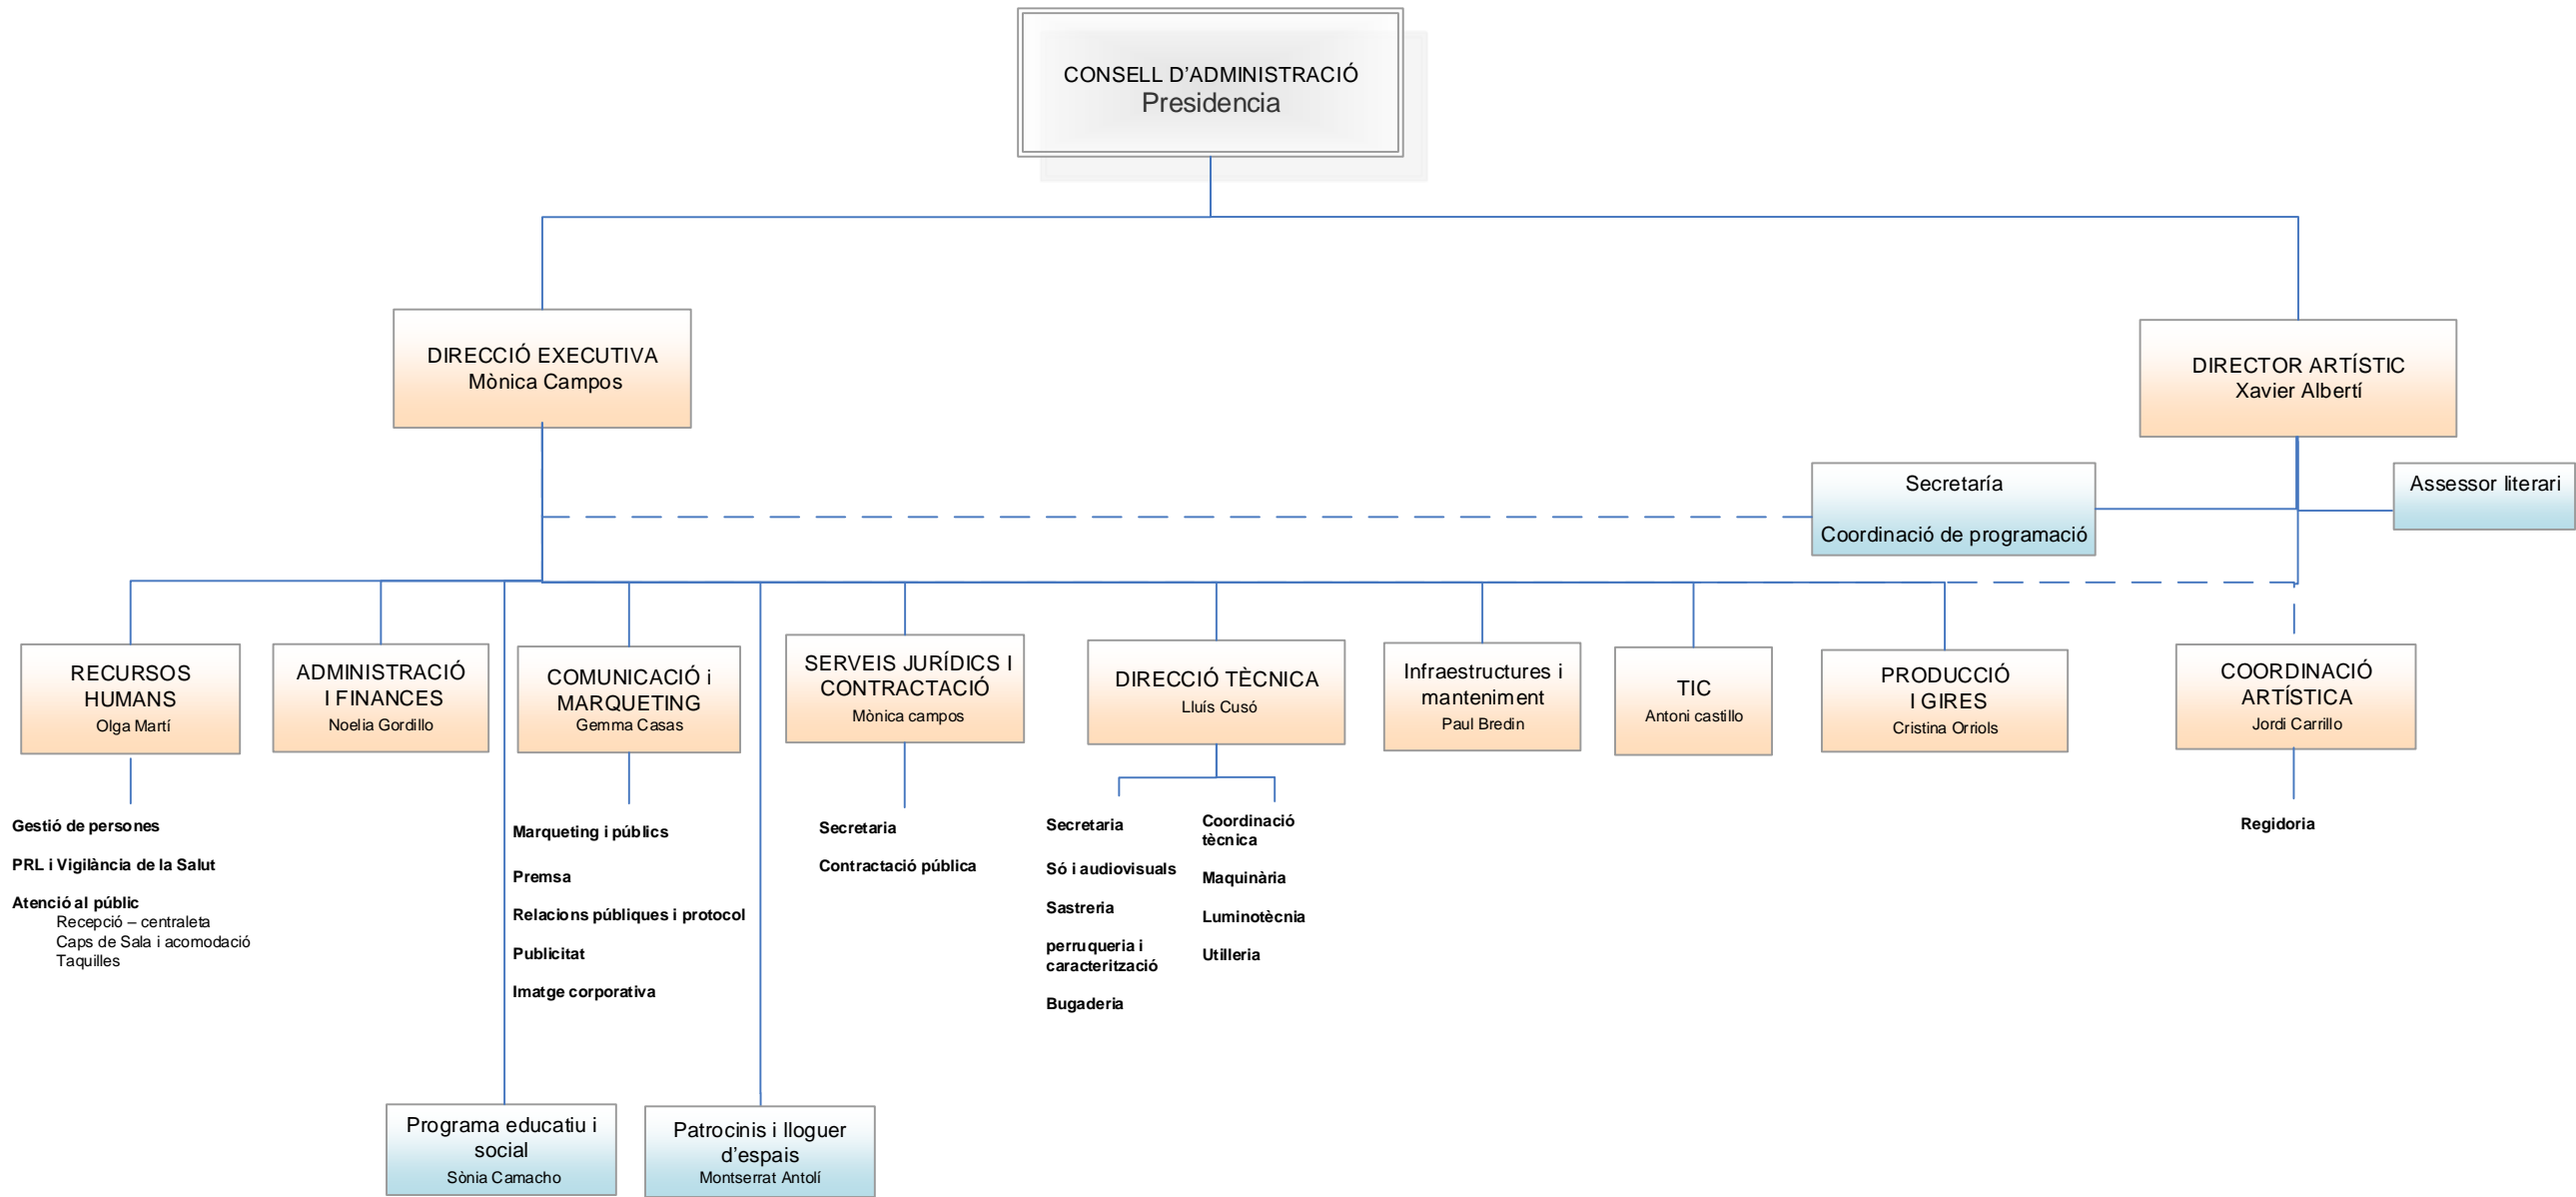 CONSELL D'ADMINISTRACIÓ
Presidencia
DIRECCIÓ EXECUTIVA
Mònica Campos
DIRECTOR ARTÍSTIC
Xavier Albertí
Secretaría
Coordinació de programació
Assessor literari
RECURSOS
HUMANS
Olga Martí
ADMINISTRACIÓ
I FINANCES
Noelia Gordillo
COMUNICACIÓ i
MARQUETING
Gemma Casas
SERVEIS JURÍDICS I
CONTRACTACIÓ
Mònica campos
DIRECCIÓ TÈCNICA
Lluís Cusó
Infraestructures i
manteniment
Paul Bredin
TIC
Antoni castillo
PRODUCCIÓ
I GIRES
Cristina Orriols
COORDINACIÓ
ARTÍSTICA
Jordi Carrillo
Gestió de persones
PRL i Vigilància de la Salut
Atenció al públic
Recepció – centraleta
Caps de Sala i acomodació
Taquilles
Marqueting i públics
Premsa
Relacions públiques i protocol
Publicitat
Imatge corporativa
Secretaria
Contractació pública
Secretaria
Só i audiovisuals
Sastreria
perruqueria i
caracterització
Bugaderia
Coordinació
tècnica
Maquinària
Luminotècnia
Utilleria
Regidoria
Programa educatiu i
social
Sònia Camacho
Patrocinis i lloguer
d'espais
Montserrat Antolí